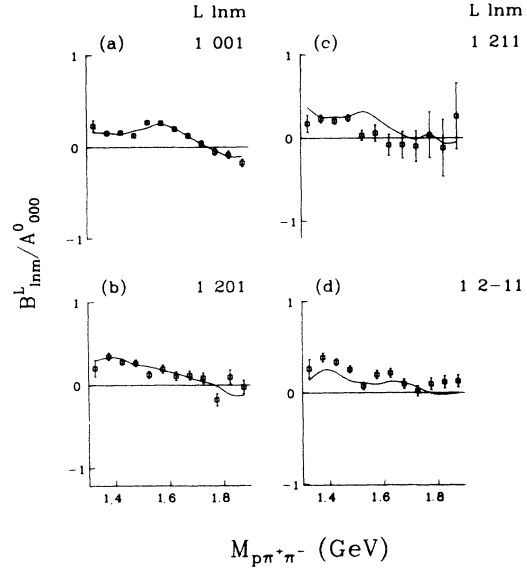 L lnm
L lnm
(a)
1 001
(c)
1 211
1
0
-1
1
0
-1
B^L_lnm/A^0_000
(b)
1 201
(d)
1 2-11
1
0
-1
1
0
-1
1.4
1.6
1.8
1.4
1.6
1.8
M_pπ⁺π⁻ (GeV)